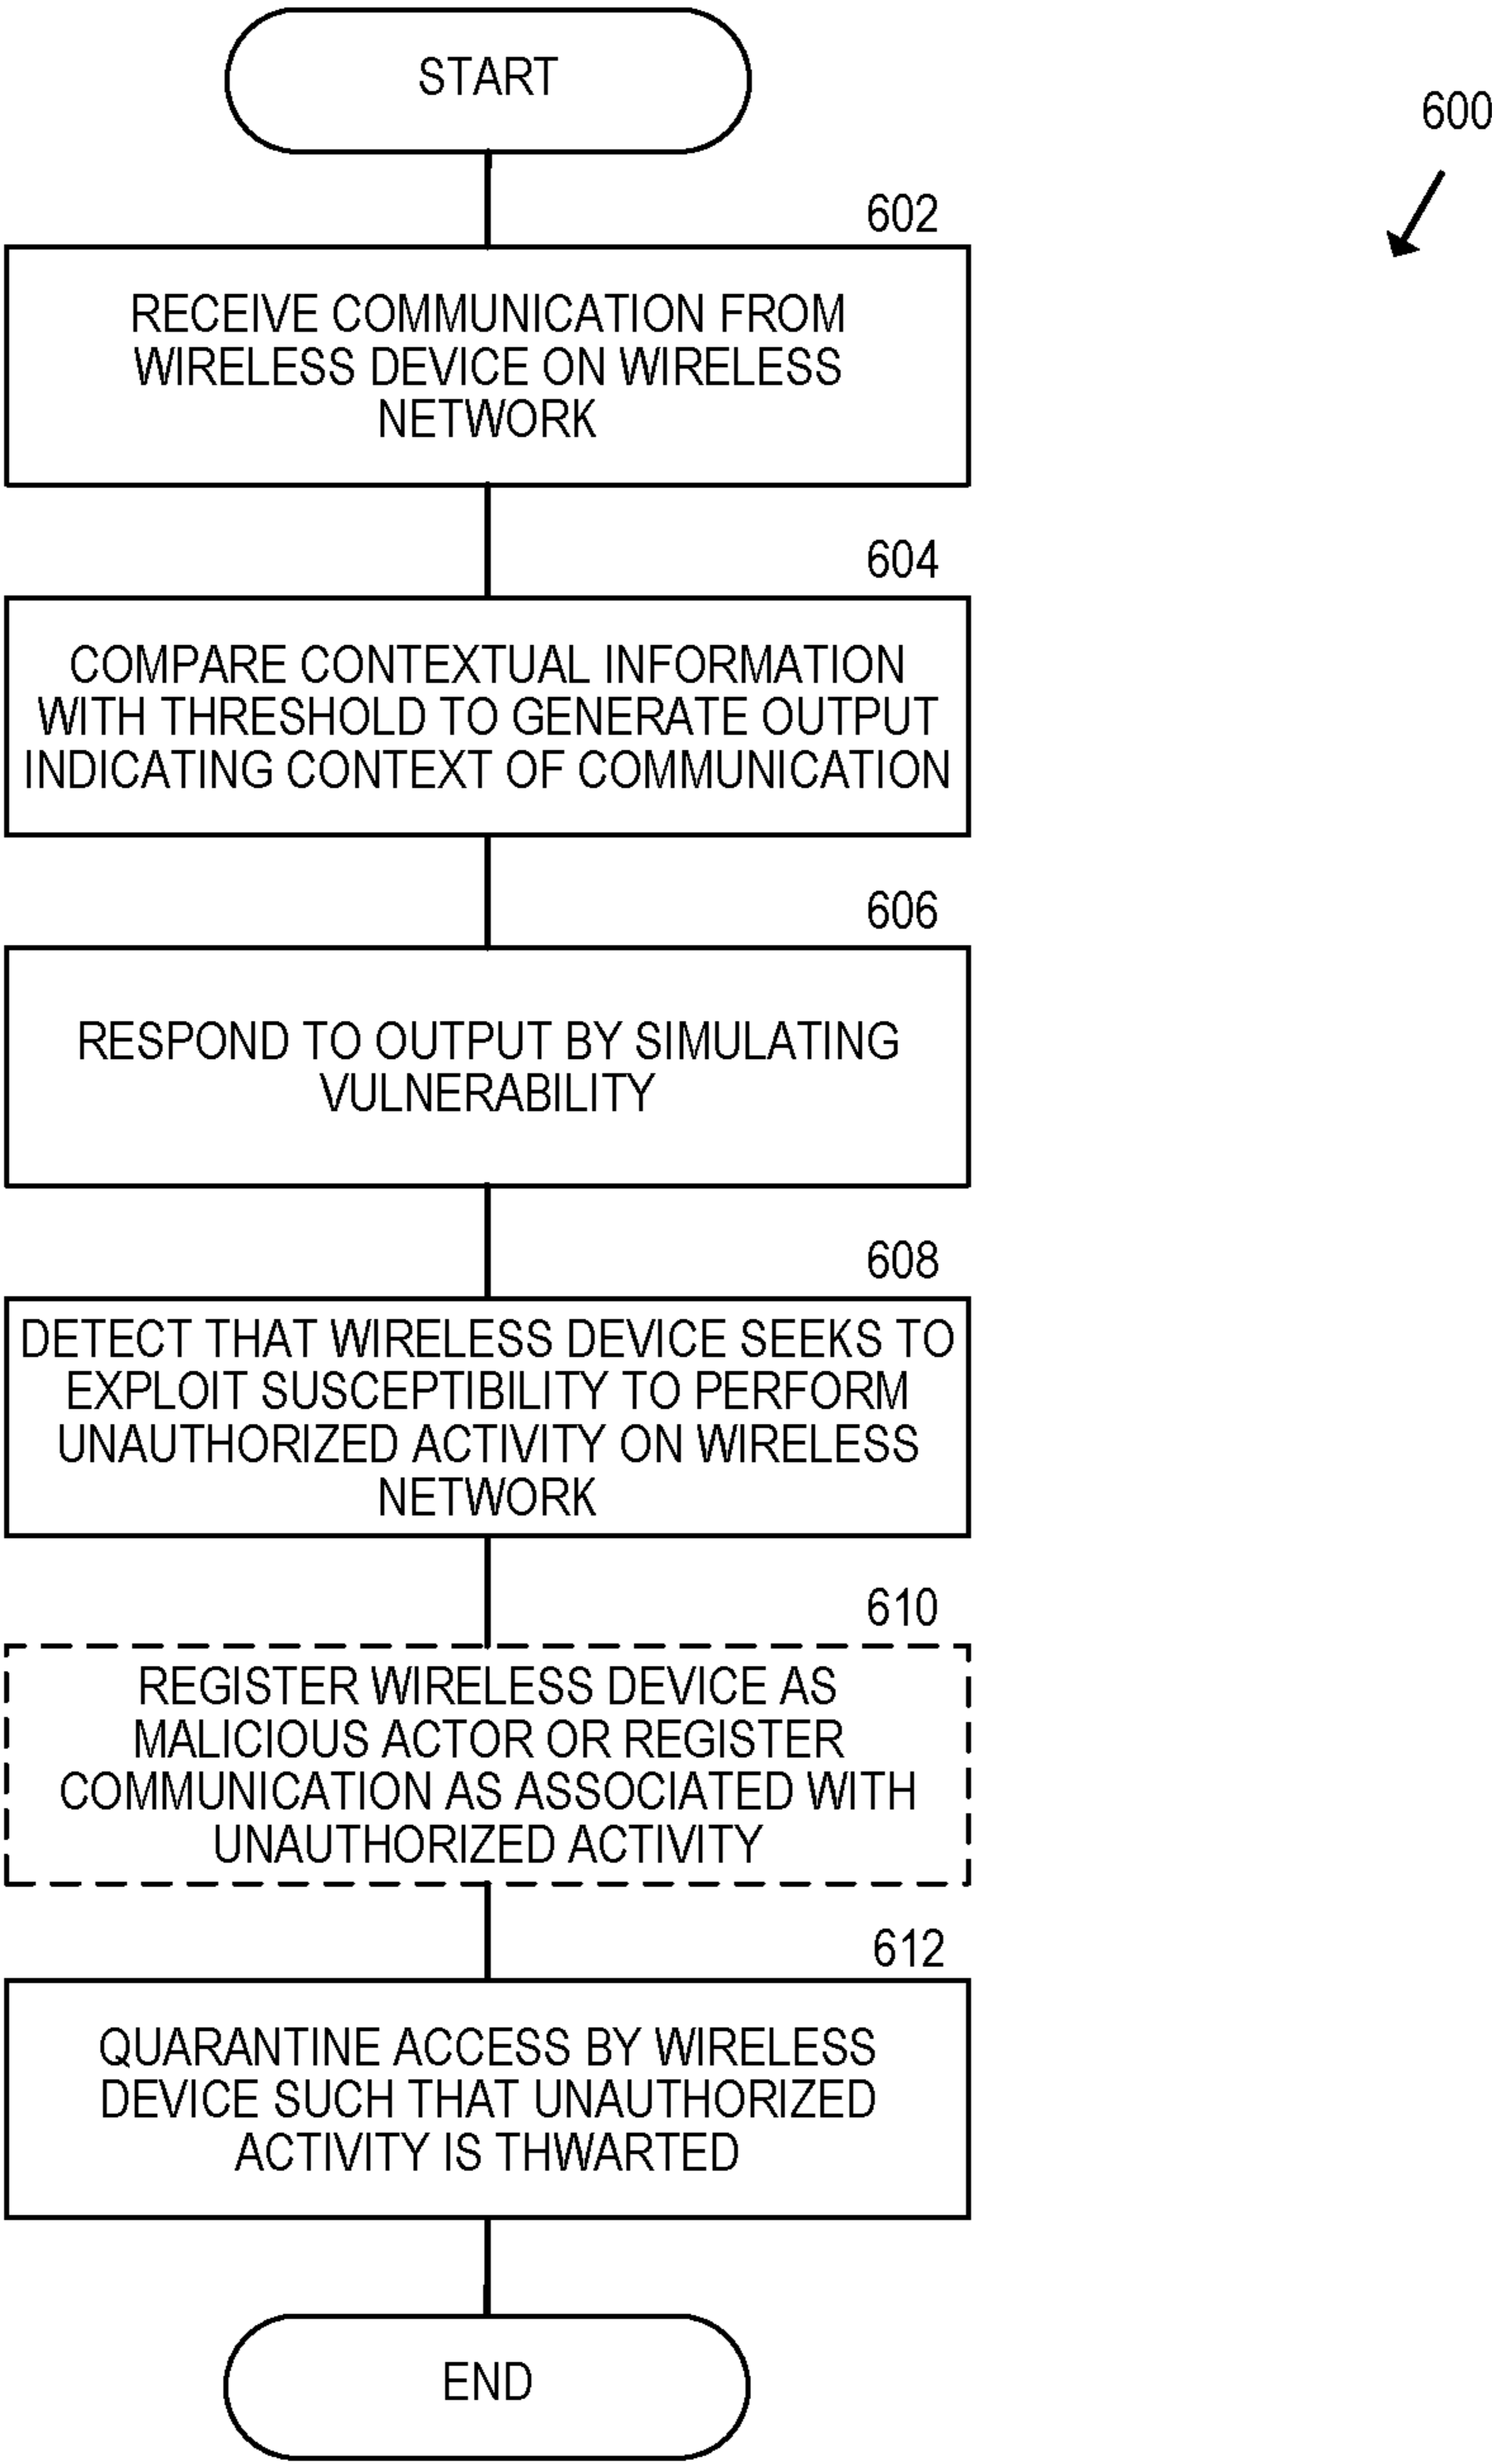 START
600
602
RECEIVE COMMUNICATION FROM
WIRELESS DEVICE ON WIRELESS
NETWORK
604
COMPARE CONTEXTUAL INFORMATION
WITH THRESHOLD TO GENERATE OUTPUT
INDICATING CONTEXT OF COMMUNICATION
606
RESPOND TO OUTPUT BY SIMULATING
VULNERABILITY
608
DETECT THAT WIRELESS DEVICE SEEKS TO
EXPLOIT SUSCEPTIBILITY TO PERFORM
UNAUTHORIZED ACTIVITY ON WIRELESS
NETWORK
610
REGISTER WIRELESS DEVICE AS
MALICIOUS ACTOR OR REGISTER
COMMUNICATION AS ASSOCIATED WITH
UNAUTHORIZED ACTIVITY
612
QUARANTINE ACCESS BY WIRELESS
DEVICE SUCH THAT UNAUTHORIZED
ACTIVITY IS THWARTED
END